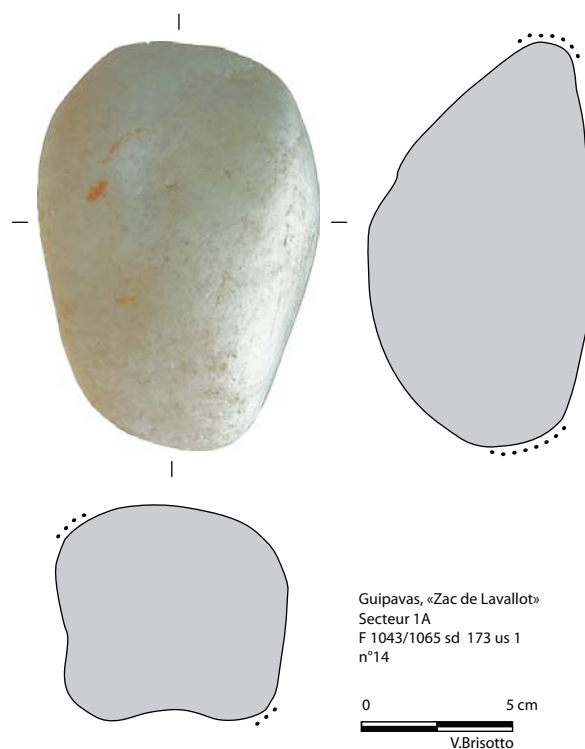 Guipavas, «Zac de Lavallot»
Secteur 1A
F 1043/1065 sd 173 us 1
n°14
0 5 cm
V.Brisotto